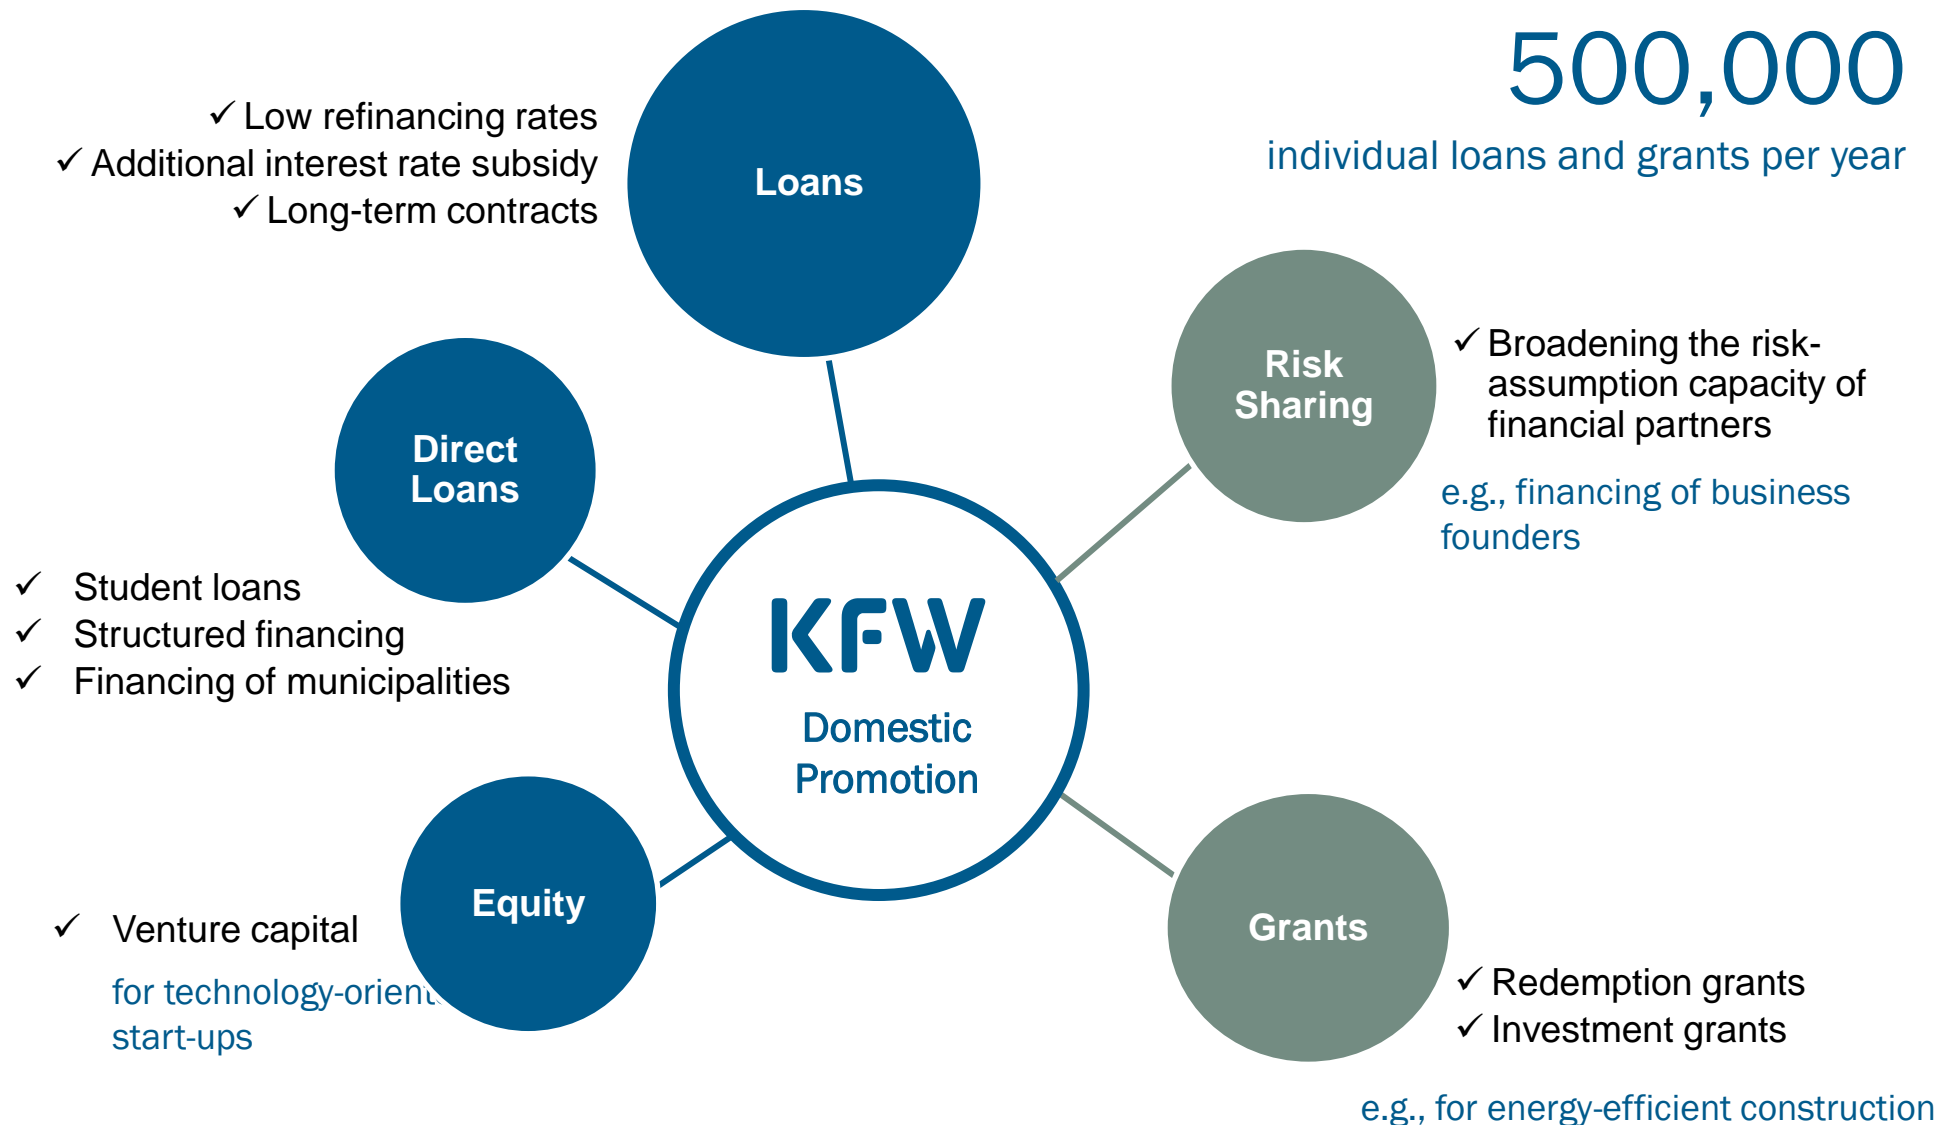 500,000
individual loans and grants per year
✓ Low refinancing rates
✓ Additional interest rate subsidy
✓ Long-term contracts
Loans
Risk
Sharing
✓ Broadening the risk-
assumption capacity of
financial partners
e.g., financing of business
founders
Direct
Loans
✓ Student loans
✓ Structured financing
✓ Financing of municipalities
KFW
Domestic
Promotion
Equity
✓ Venture capital
for
start-ups
Grants
✓ Redemption grants
✓ Investment grants
e.g., for energy-efficient construction